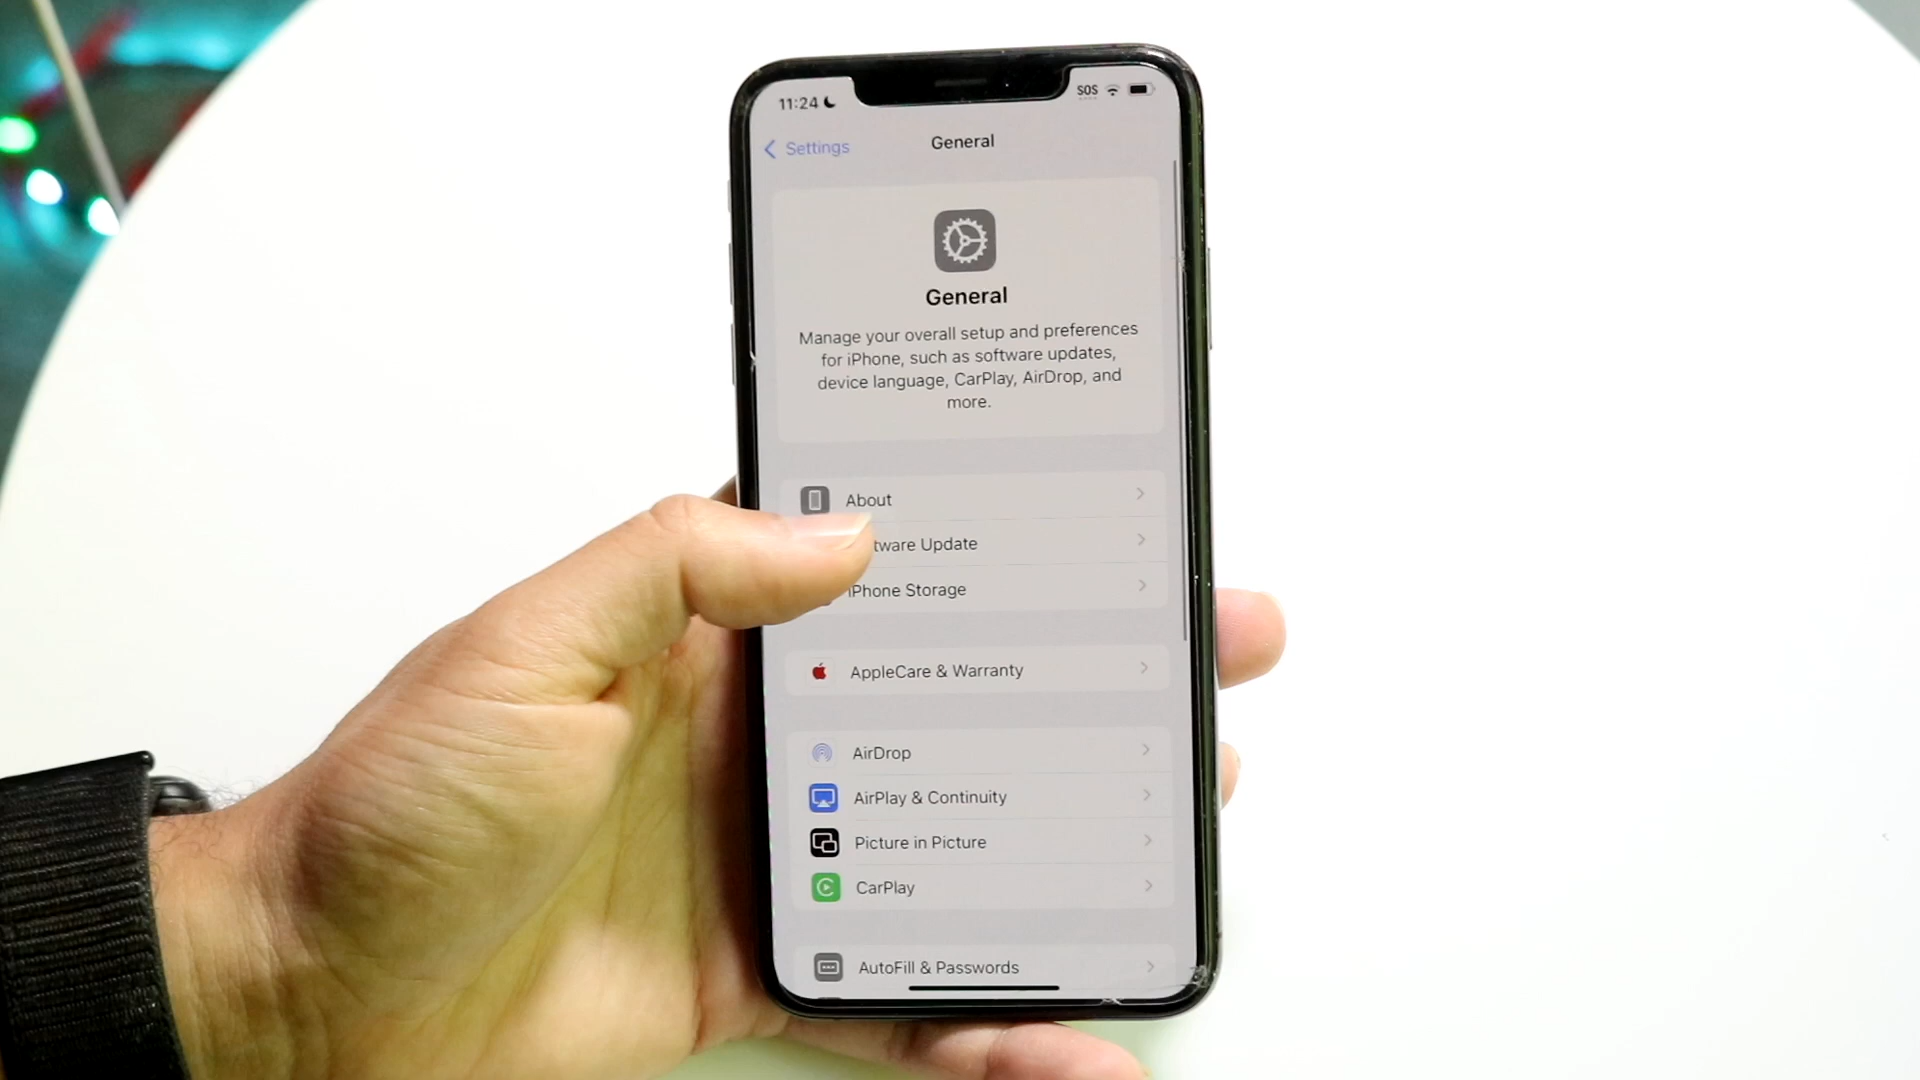 11:24
SOS
Settings
General
General
Manage your overall setup and preferences
for iPhone, such as software updates,
device language, CarPlay, AirDrop, and
more.
About
tware Update
iPhone Storage
AppleCare & Warranty
AirDrop
AirPlay & Continuity
Picture in Picture
CarPlay
AutoFill & Passwords